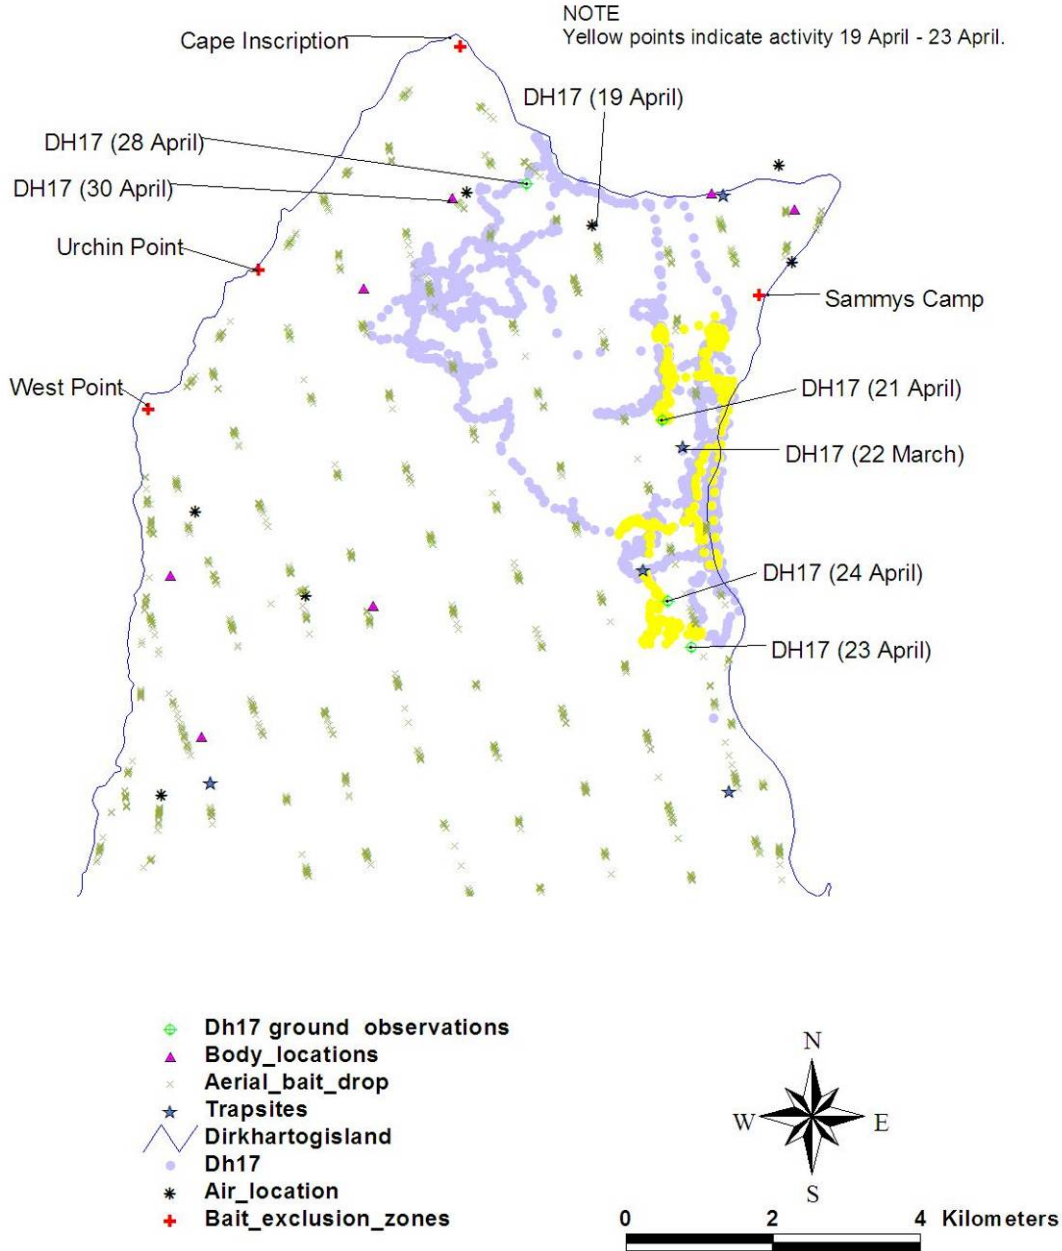 NOTE
Yellow points indicate activity 19 April - 23 April.
Cape Inscription
DH17 (19 April)
DH17 (28 April)
DH17 (30 April)
Urchin Point
Sammys Camp
West Point
DH17 (21 April)
DH17 (22 March)
DH17 (24 April)
DH17 (23 April)
Dh17 ground observations
Body_locations
Aerial_bait_drop
Trapsites
Dirkhartogisland
Dh17
Air_location
Bait_exclusion_zones
N
W E
S
0 2 4 Kilometers